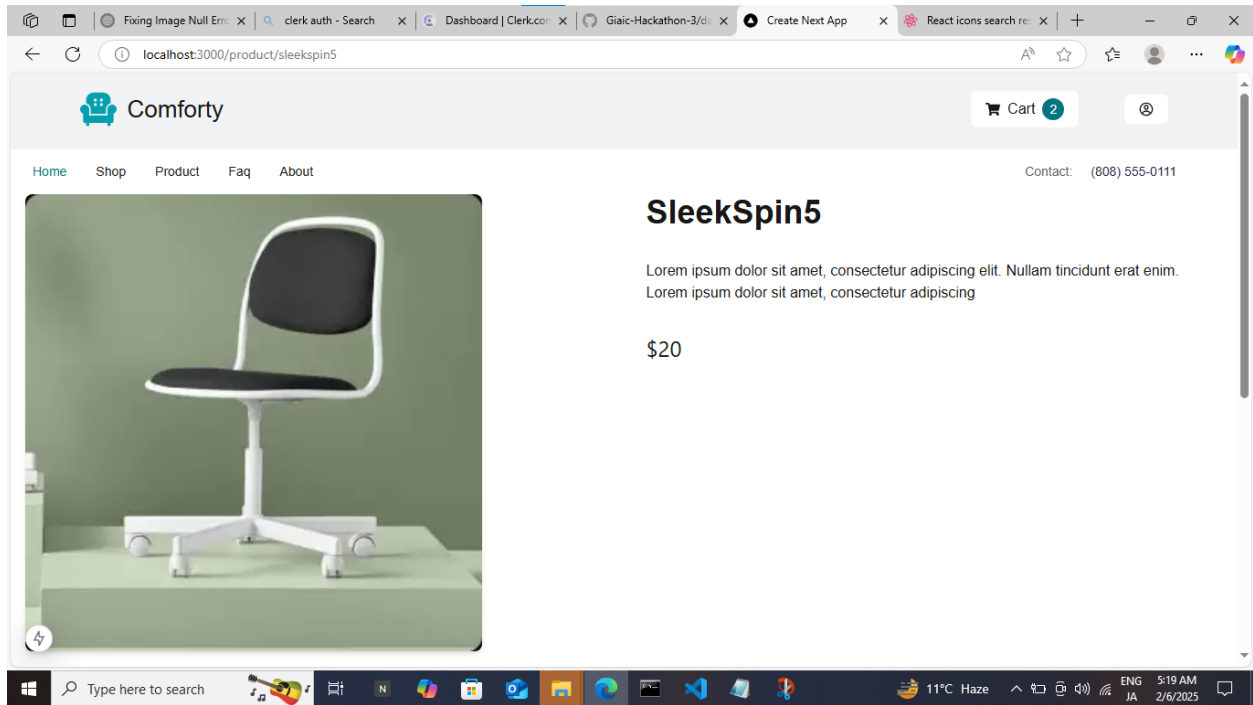 Fixing Image Null Erro
clerk auth - Search
Dashboard | Clerk.com
Giaic-Hackathon-3/da
Create Next App
React icons search re
localhost:3000/product/sleekspin5
Comforty
Cart 2
Home Shop Product Faq About
Contact: (808) 555-0111
SleekSpin5
Lorem ipsum dolor sit amet, consectetur adipiscing elit. Nullam tincidunt erat enim.
Lorem ipsum dolor sit amet, consectetur adipiscing
$20
Type here to search
11°C Haze
ENG
JA
5:19 AM
2/6/2025